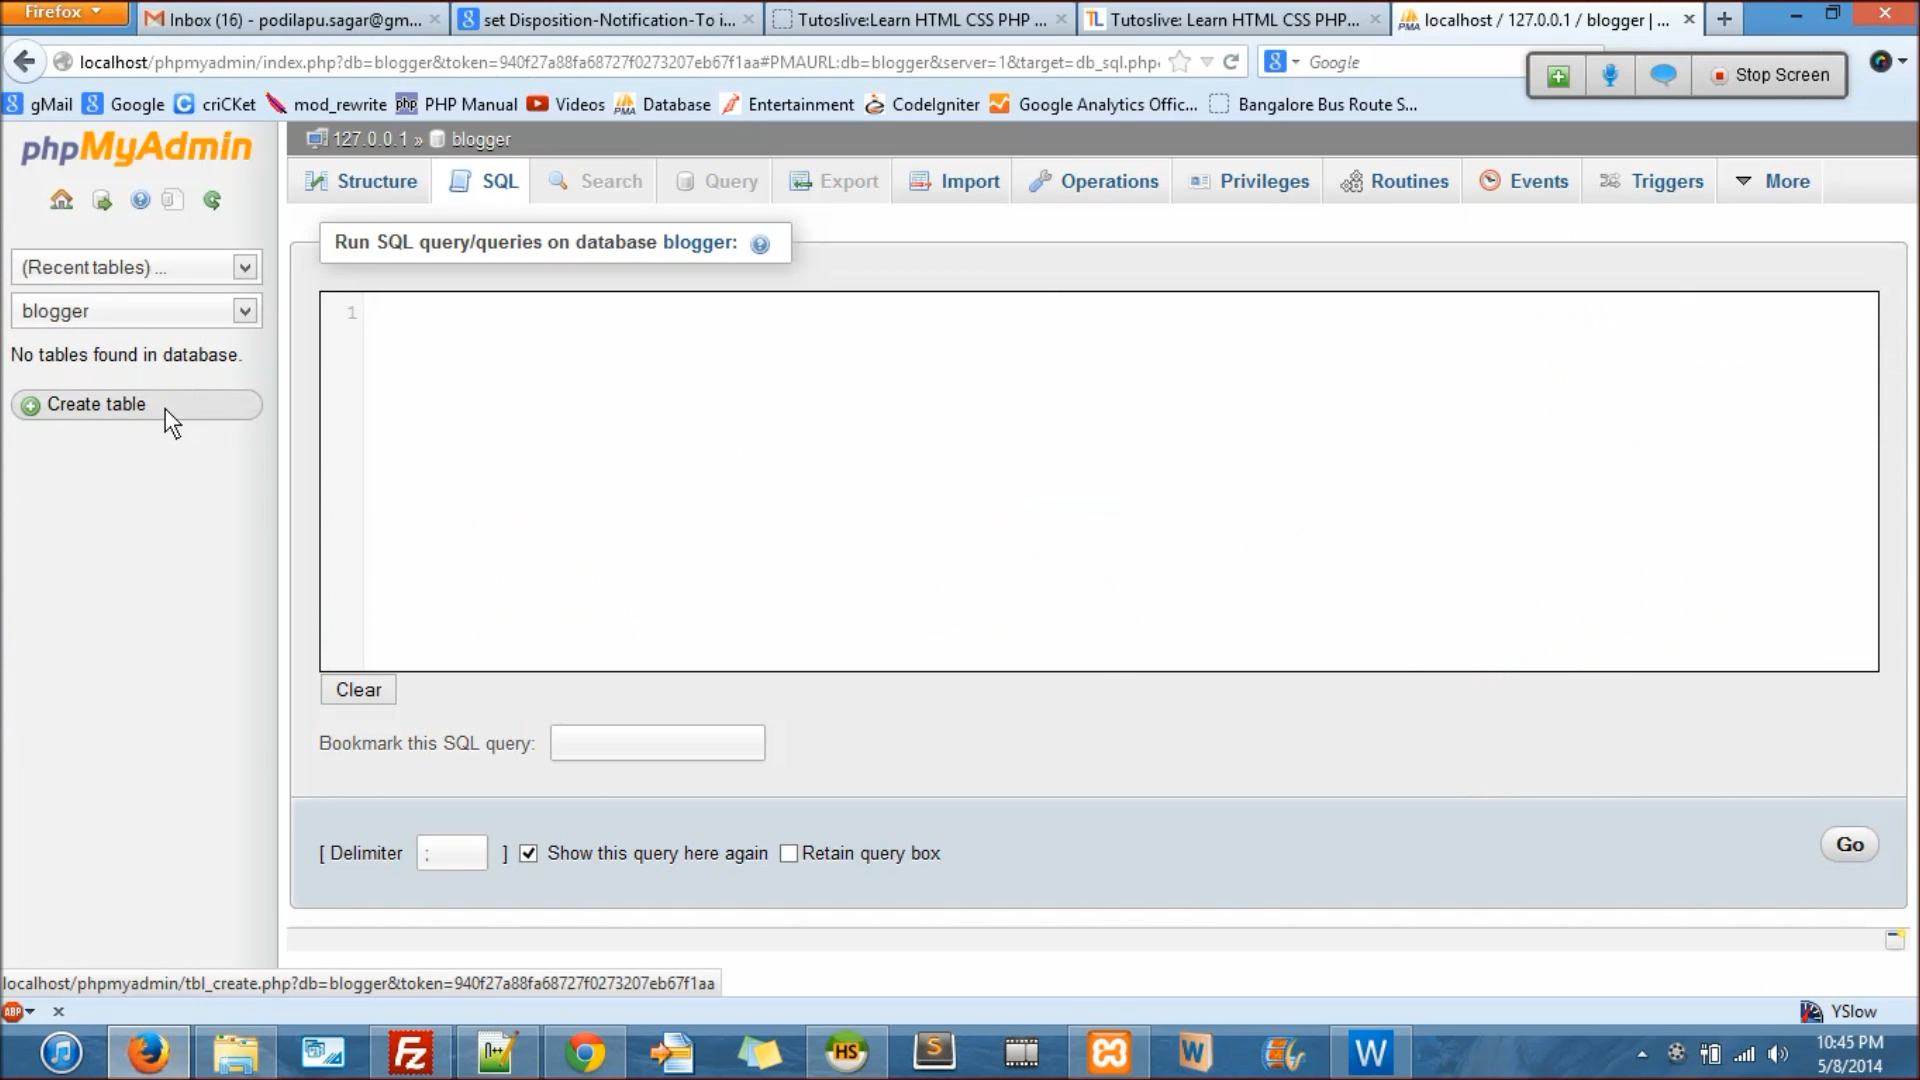 Firefox
Inbox (16) - podilapu.sagar@gm...
set Disposition-Notification-To i...
Tutoslive:Learn HTML CSS PHP ...
TL Tutoslive: Learn HTML CSS PHP...
localhost / 127.0.0.1 / blogger | ...
localhost/phpmyadmin/index.php?db=blogger&token=940f27a88fa68727f0273207eb67f1aa#PMAURL:db=blogger&server=1&target=db_sql.php
Google
Stop Screen
gMail
Google
criCKet
mod_rewrite
PHP Manual
Videos
Database
Entertainment
CodeIgniter
Google Analytics Offic...
Bangalore Bus Route S...
phpMyAdmin
127.0.0.1 » blogger
Structure
SQL
Search
Query
Export
Import
Operations
Privileges
Routines
Events
Triggers
More
Run SQL query/queries on database blogger:
(Recent tables) ...
blogger
No tables found in database.
Create table
1
Clear
Bookmark this SQL query:
[ Delimiter ; ] Show this query here again Retain query box
Go
localhost/phpmyadmin/tbl_create.php?db=blogger&token=940f27a88fa68727f0273207eb67f1aa
ABP
YSlow
10:45 PM
5/8/2014